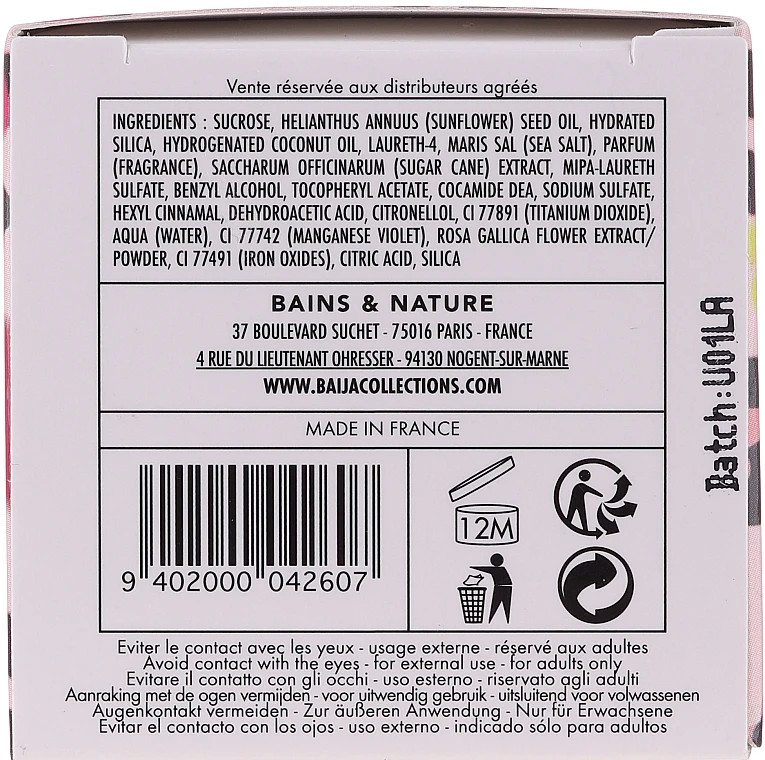 Vente réservée aux distributeurs agréés
INGREDIENTS : SUCROSE, HELIANTHUS ANNUUS (SUNFLOWER) SEED OIL, HYDRATED
SILICA, HYDROGENATED COCONUT OIL, LAURETH-4, MARIS SAL (SEA SALT), PARFUM
(FRAGRANCE), SACCHARUM OFFICINARUM (SUGAR CANE) EXTRACT, MIPA-LAURETH
SULFATE, BENZYL ALCOHOL, TOCOPHERYL ACETATE, COCAMIDE DEA, SODIUM SULFATE,
HEXYL CINNAMAL, DEHYDROACETIC ACID, CITRONELLOL, CI 77891 (TITANIUM DIOXIDE),
AQUA (WATER), CI 77742 (MANGANESE VIOLET), ROSA GALLICA FLOWER EXTRACT/
POWDER, CI 77491 (IRON OXIDES), CITRIC ACID, SILICA
BAINS & NATURE
37 BOULEVARD SUCHET - 75016 PARIS - FRANCE
4 RUE DU LIEUTENANT OHRESSER - 94130 NOGENT-SUR-MARNE
WWW.BAIJACOLLECTIONS.COM
MADE IN FRANCE
9 402000 042607
12M
Batch:U01LA
Eviter le contact avec les yeux - usage externe - réservé aux adultes
Avoid contact with the eyes - for external use - for adults only
Evitare il contatto con gli occhi - uso esterno - riservato agli adulti
Aanraking met de ogen vermijden - voor uitwendig gebruik - uitsluitend voor volwassenen
Augenkontakt vermeiden - Zur äußeren Anwendung - Nur für Erwachsene
Evitar el contacto con los ojos - uso externo - indicado sólo para adultos